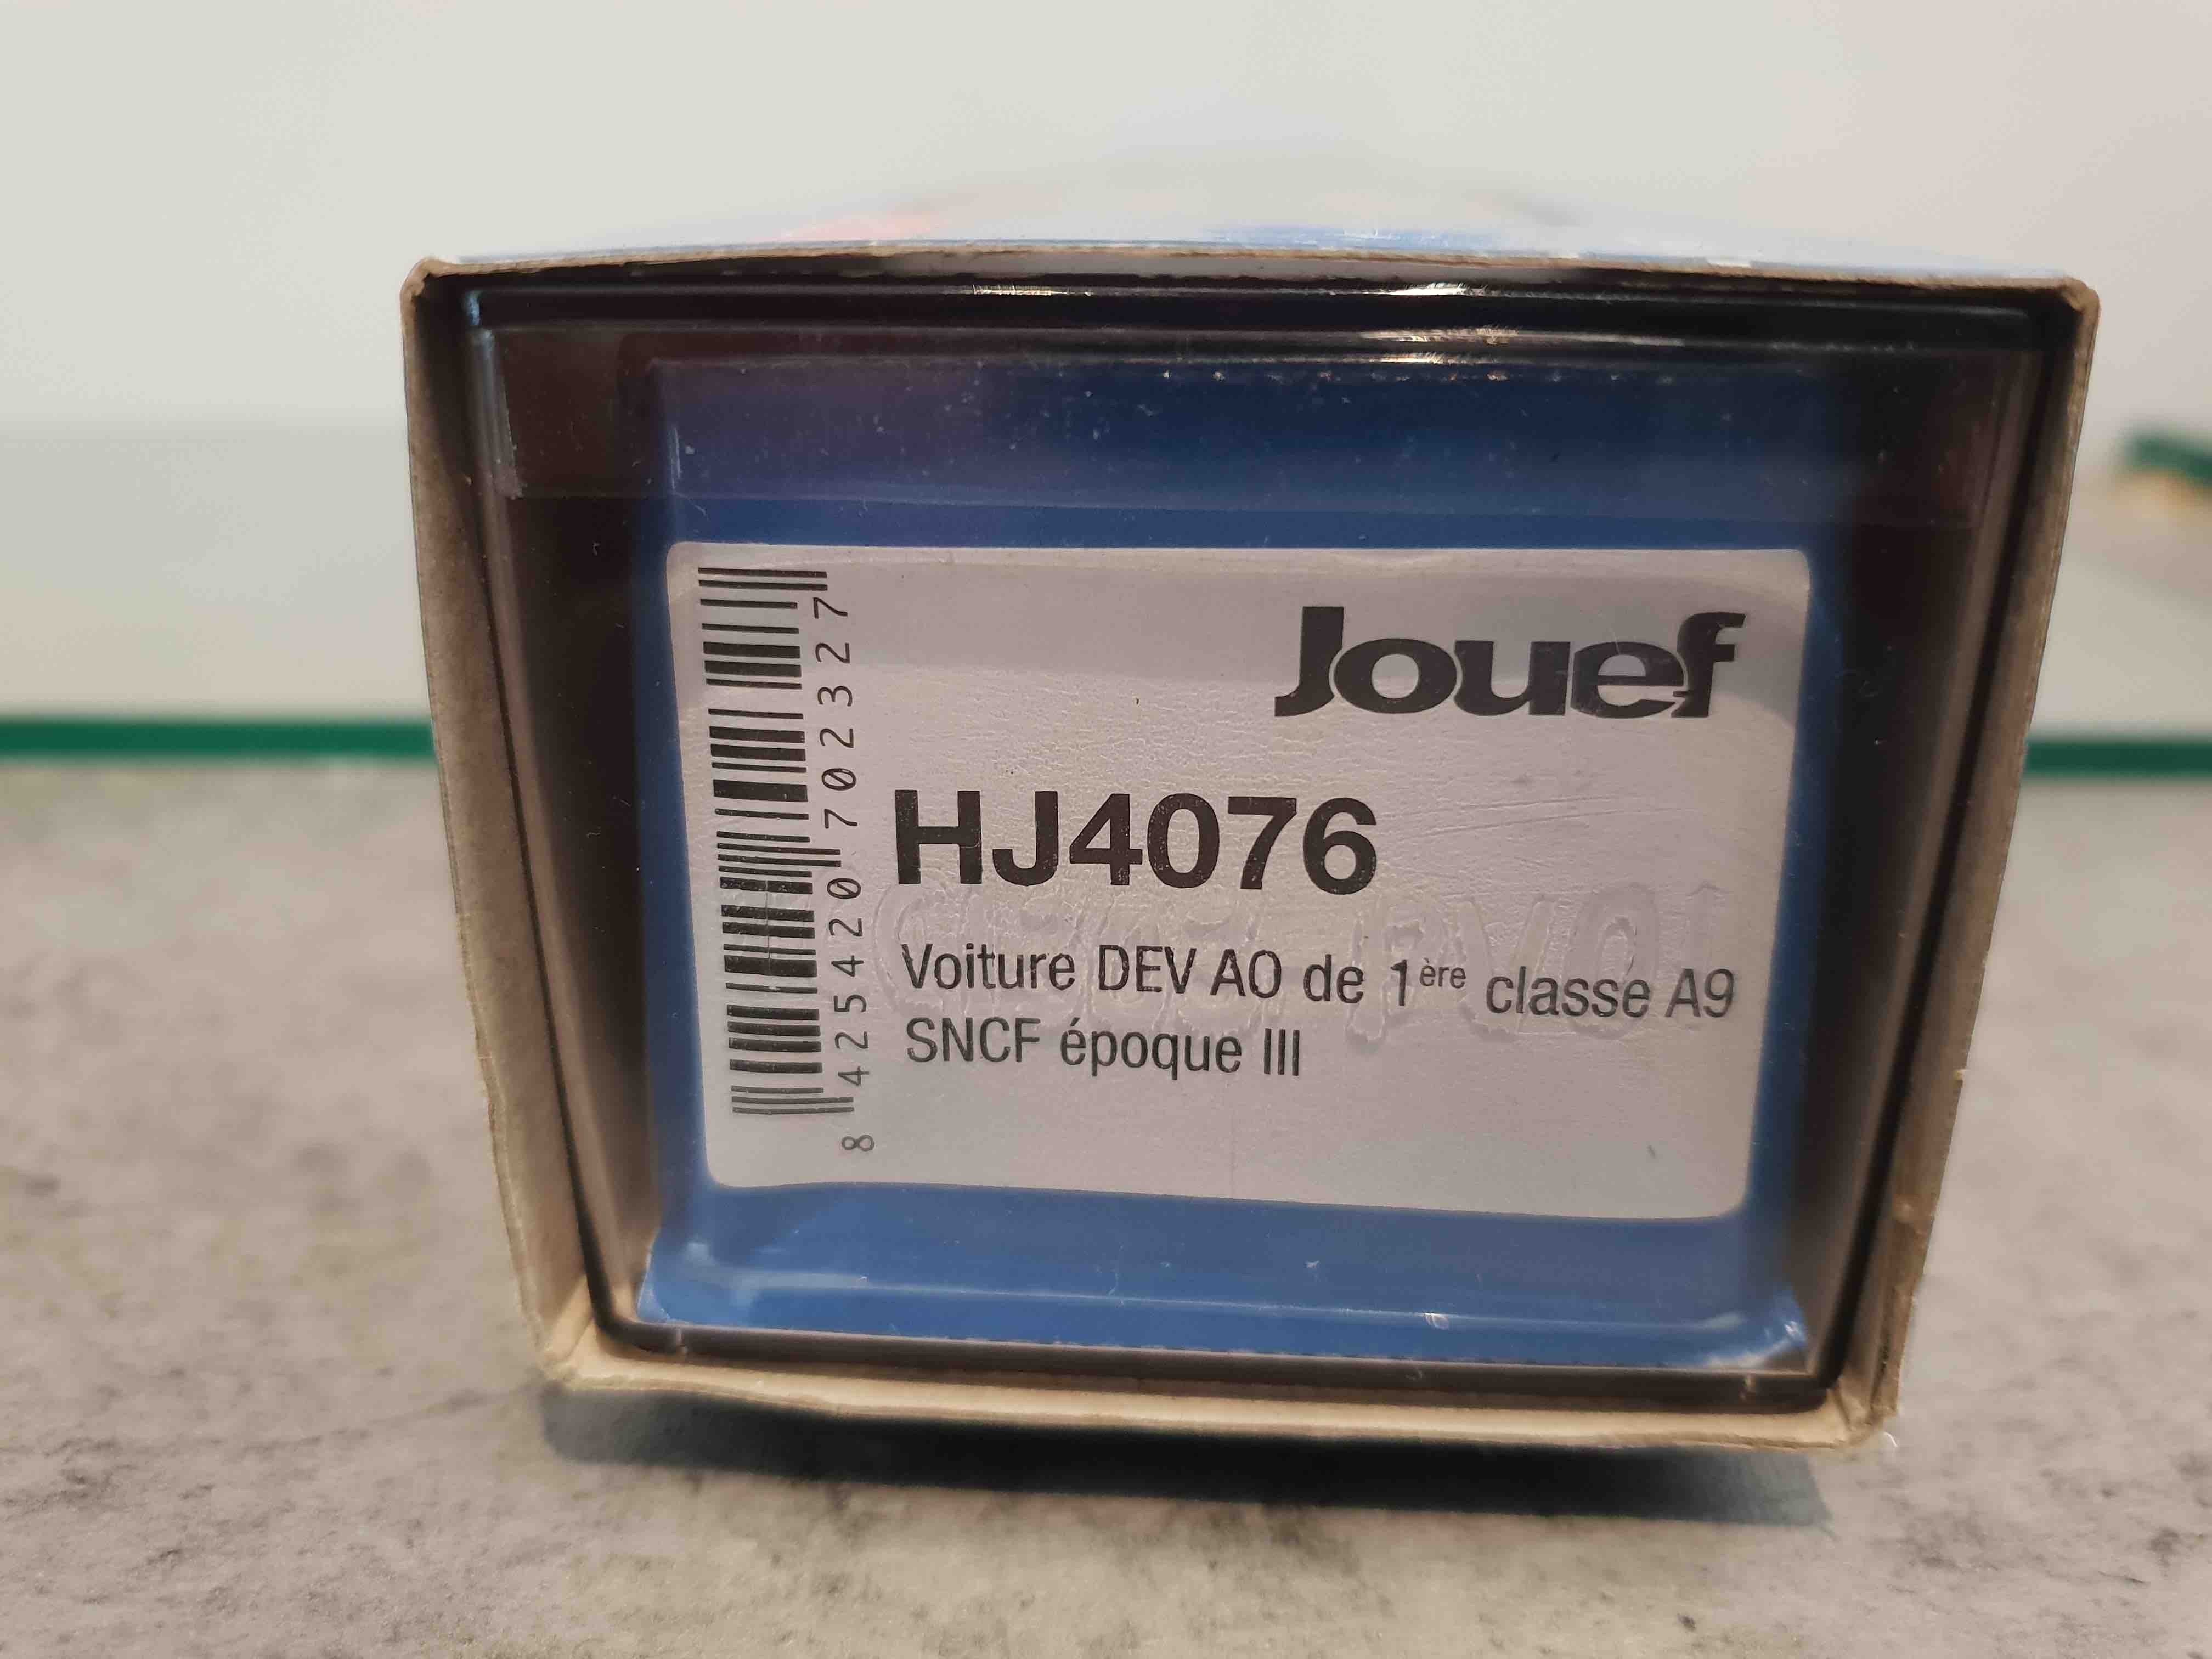 Jouef
HJ4076
Voiture DEV AO de 1ère classe A9
SNCF époque III
8 425420 702327